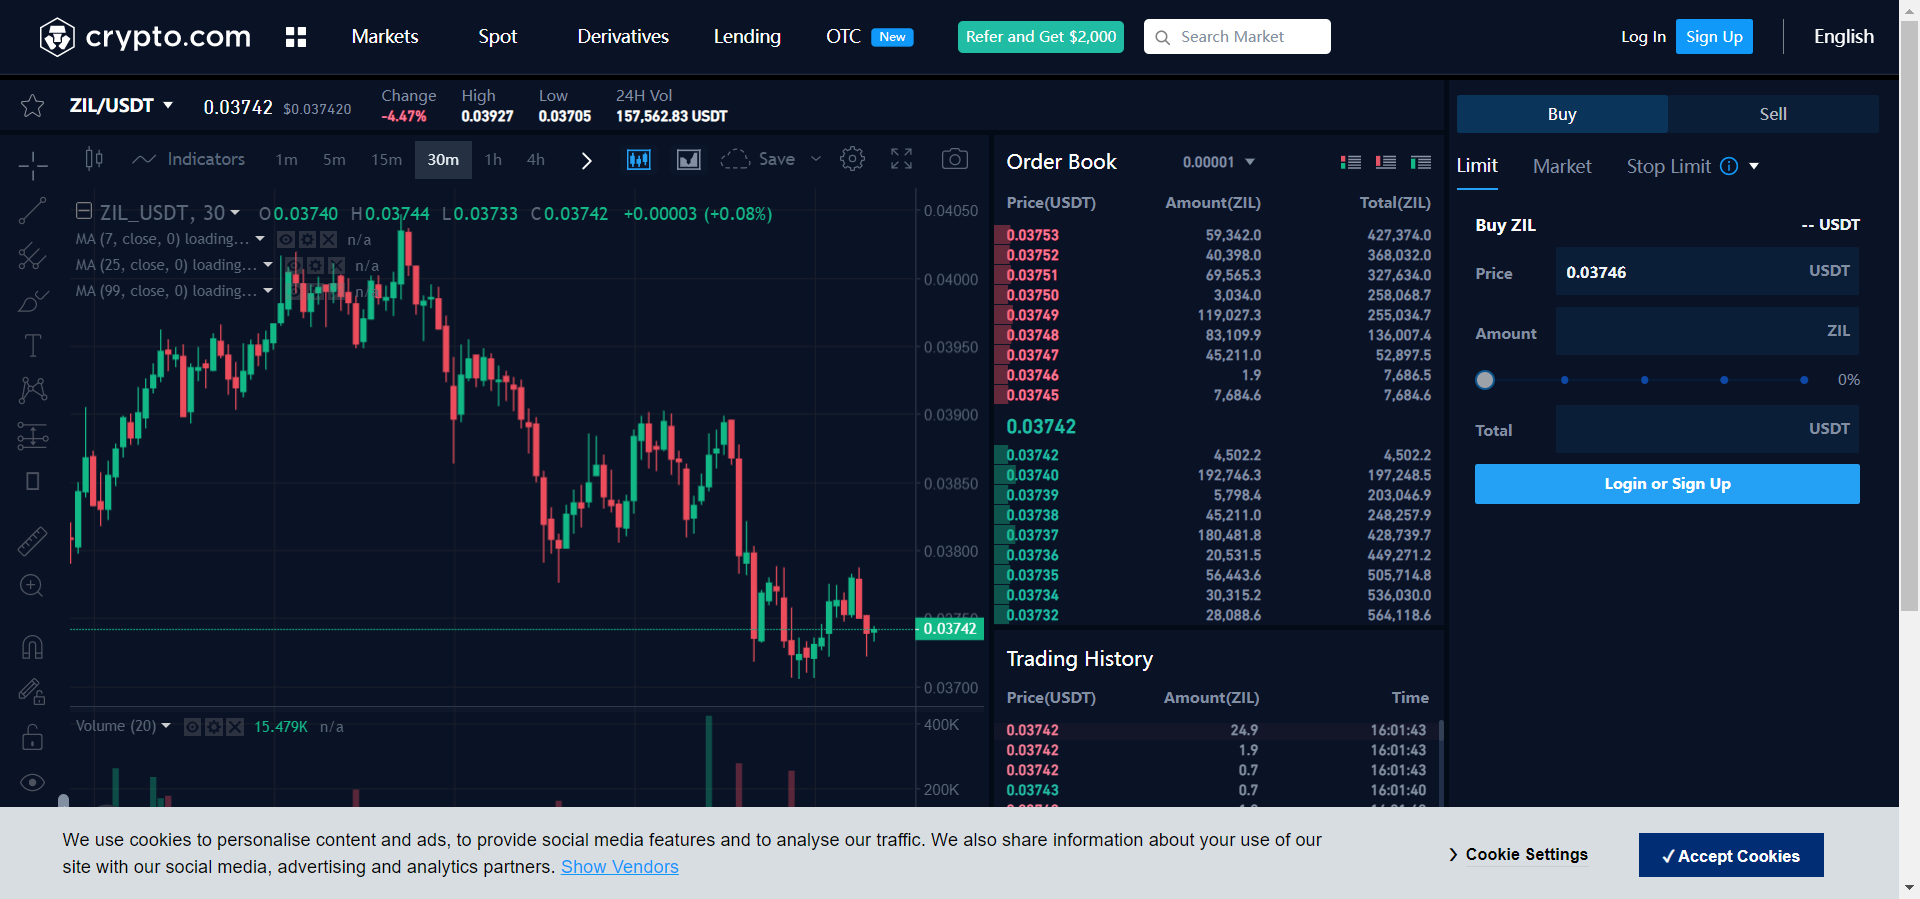 crypto.com
Markets
Spot
Derivatives
Lending
OTC
New
Refer and Get $2,000
Search Market
Log In
Sign Up
English
ZIL/USDT
0.03742
$0.037420
Change
-4.47%
High
0.03927
Low
0.03705
24H Vol
157,562.83 USDT
Indicators
1m
5m
15m
30m
1h
4h
Save
ZIL_USDT, 30
O0.03740 H0.03744 L0.03733 C0.03742 +0.00003 (+0.08%)
MA (7, close, 0) loading... n/a
MA (25, close, 0) loading... n/a
MA (99, close, 0) loading... n/a
0.04050
0.04000
0.03950
0.03900
0.03850
0.03800
0.03742
0.03700
Volume (20) 15.479K n/a
400K
200K
Order Book
0.00001
Price(USDT) Amount(ZIL) Total(ZIL)
0.03753 59,342.0 427,374.0
0.03752 40,398.0 368,032.0
0.03751 69,565.3 327,634.0
0.03750 3,034.0 258,068.7
0.03749 119,027.3 255,034.7
0.03748 83,109.9 136,007.4
0.03747 45,211.0 52,897.5
0.03746 1.9 7,686.5
0.03745 7,684.6 7,684.6
0.03742
0.03742 4,502.2 4,502.2
0.03740 192,746.3 197,248.5
0.03739 5,798.4 203,046.9
0.03738 45,211.0 248,257.9
0.03737 180,481.8 428,739.7
0.03736 20,531.5 449,271.2
0.03735 56,443.6 505,714.8
0.03734 30,315.2 536,030.0
0.03732 28,088.6 564,118.6
Trading History
Price(USDT) Amount(ZIL) Time
0.03742 24.9 16:01:43
0.03742 1.9 16:01:43
0.03742 0.7 16:01:43
0.03743 0.7 16:01:40
Buy
Sell
Limit
Market
Stop Limit
Buy ZIL
-- USDT
Price 0.03746 USDT
Amount ZIL
0%
Total USDT
Login or Sign Up
We use cookies to personalise content and ads, to provide social media features and to analyse our traffic. We also share information about your use of our
site with our social media, advertising and analytics partners. Show Vendors
Cookie Settings
Accept Cookies